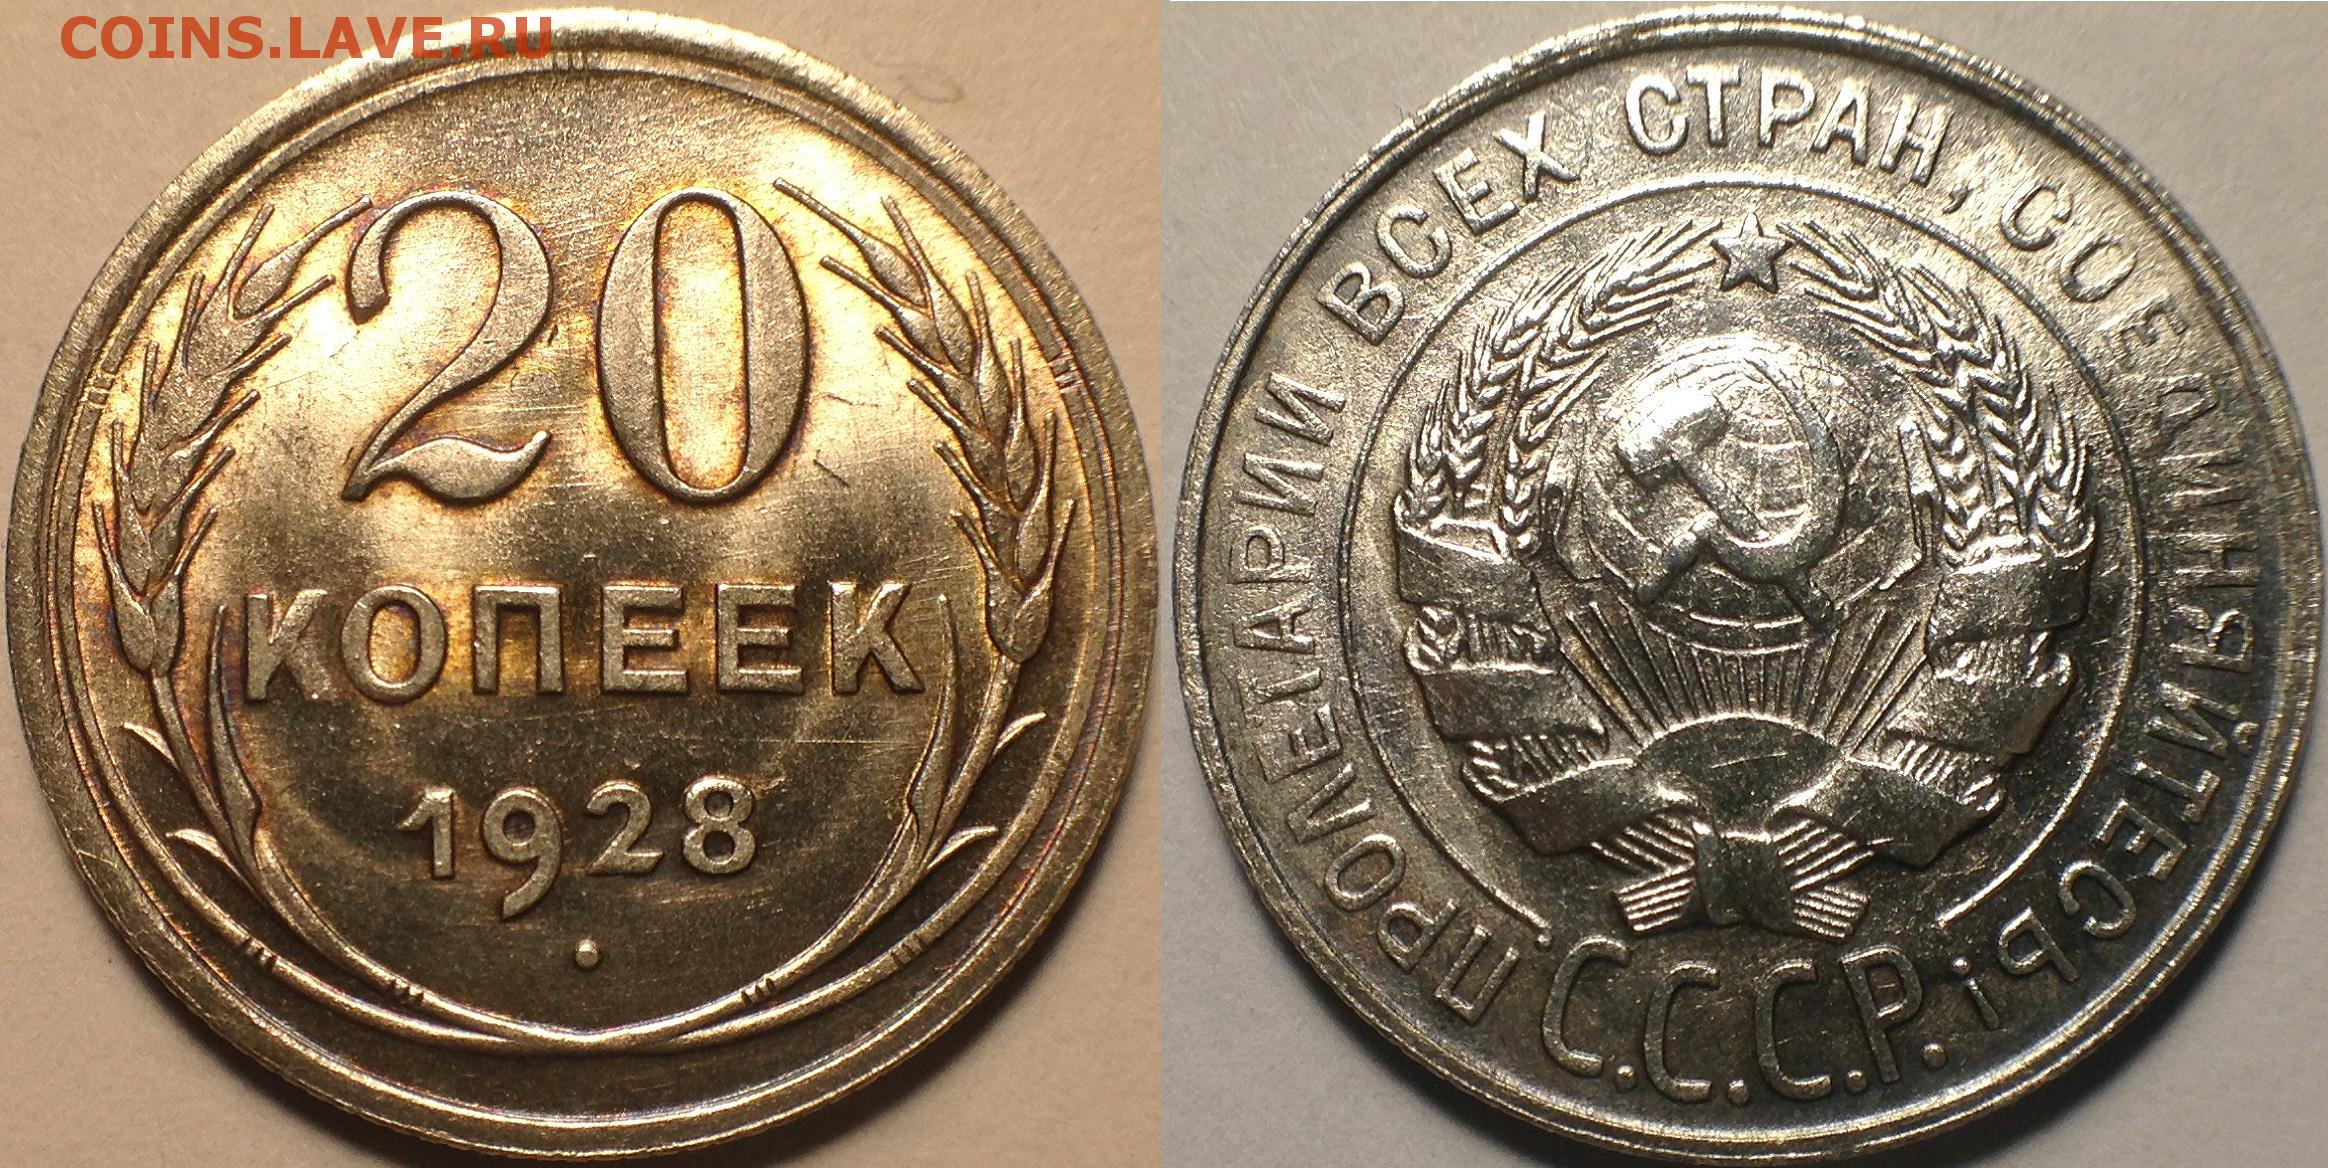 COINS.LAVE.RU
20
КОПЕЕК
1928
ПРОЛЕТАРИИ ВСЕХ СТРАН, СОЕДИНЯЙТЕСЬ!
С.С.С.Р.